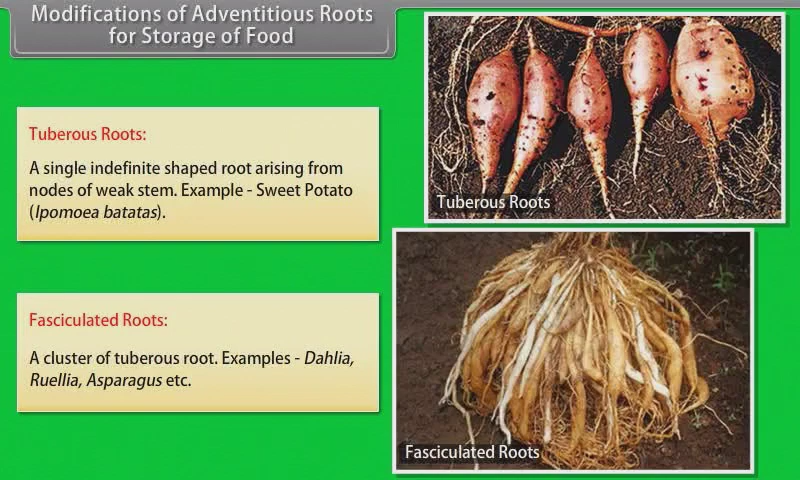 Modifications of Adventitious Roots
for Storage of Food
Tuberous Roots:
A single indefinite shaped root arising from
nodes of weak stem. Example - Sweet Potato
(Ipomoea batatas).
Tuberous Roots
Fasciculated Roots:
A cluster of tuberous root. Examples - Dahlia,
Ruellia, Asparagus etc.
Fasciculated Roots